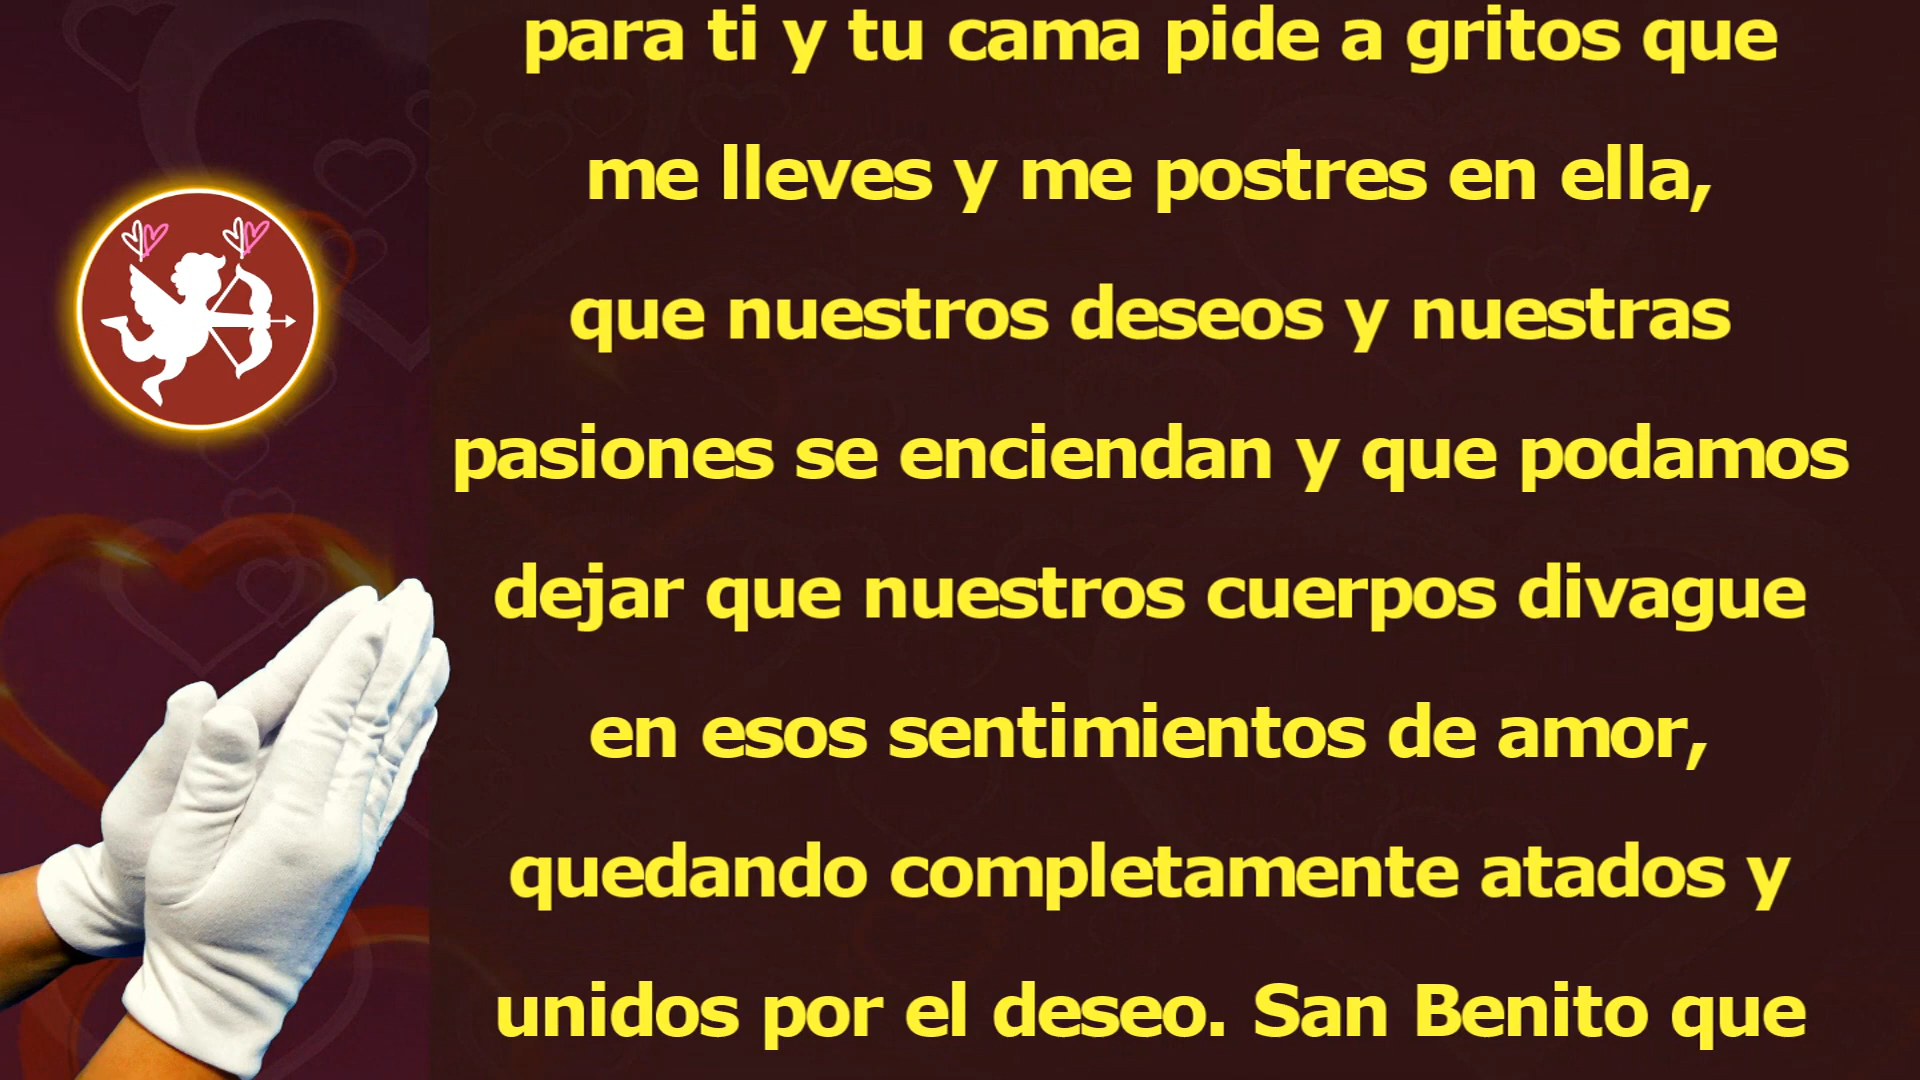 para ti y tu cama pide a gritos que
me lleves y me postres en ella,
que nuestros deseos y nuestras
pasiones se enciendan y que podamos
dejar que nuestros cuerpos divague
en esos sentimientos de amor,
quedando completamente atados y
unidos por el deseo. San Benito que